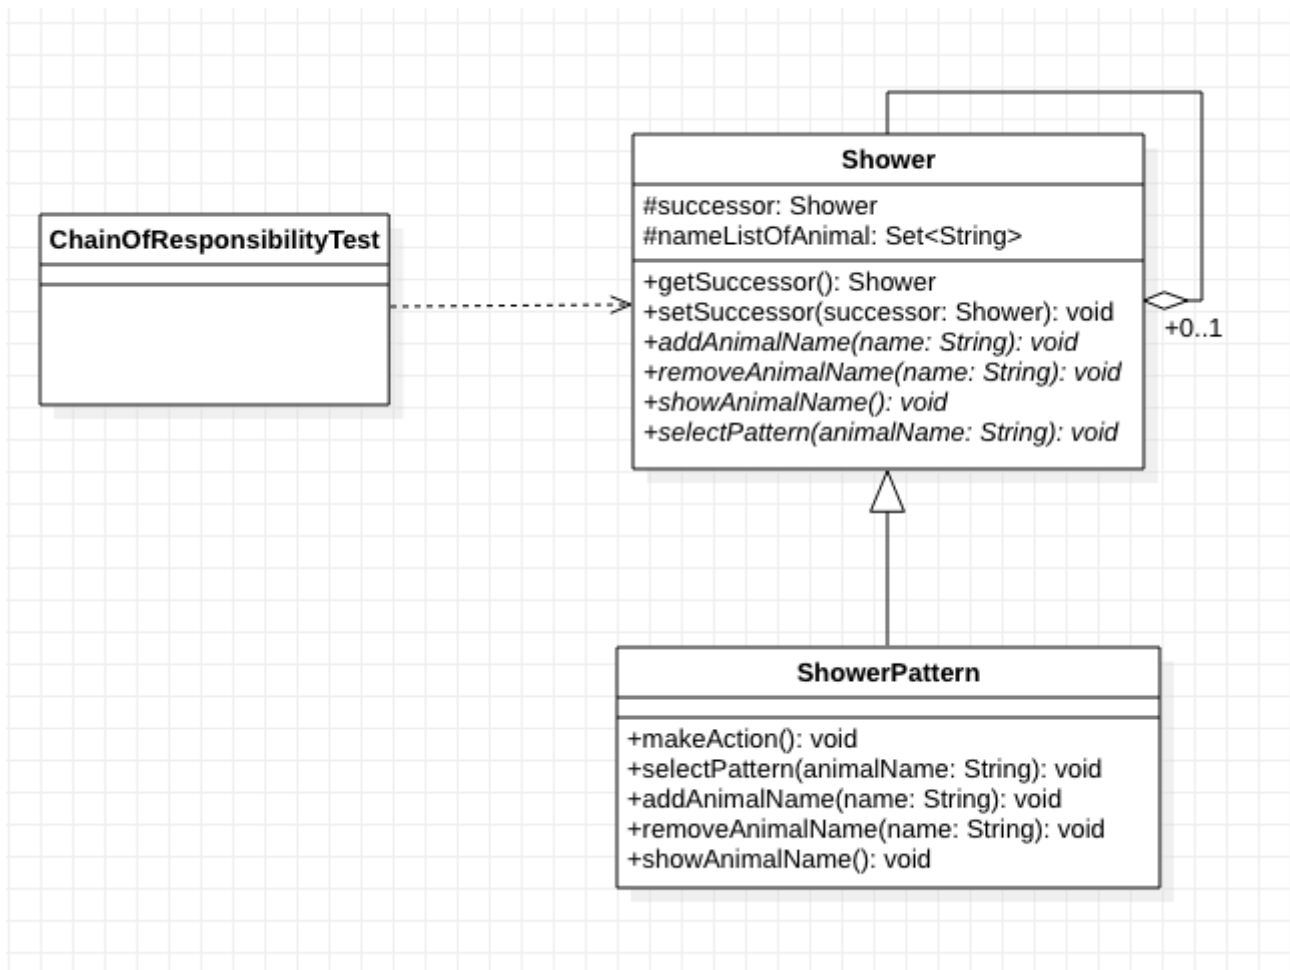 Shower
#successor: Shower
#nameListOfAnimal: Set<String>
+getSuccessor(): Shower
+setSuccessor(successor: Shower): void
+addAnimalName(name: String): void
+removeAnimalName(name: String): void
+showAnimalName(): void
+selectPattern(animalName: String): void
+0..1
ChainOfResponsibilityTest
ShowerPattern
+makeAction(): void
+selectPattern(animalName: String): void
+addAnimalName(name: String): void
+removeAnimalName(name: String): void
+showAnimalName(): void